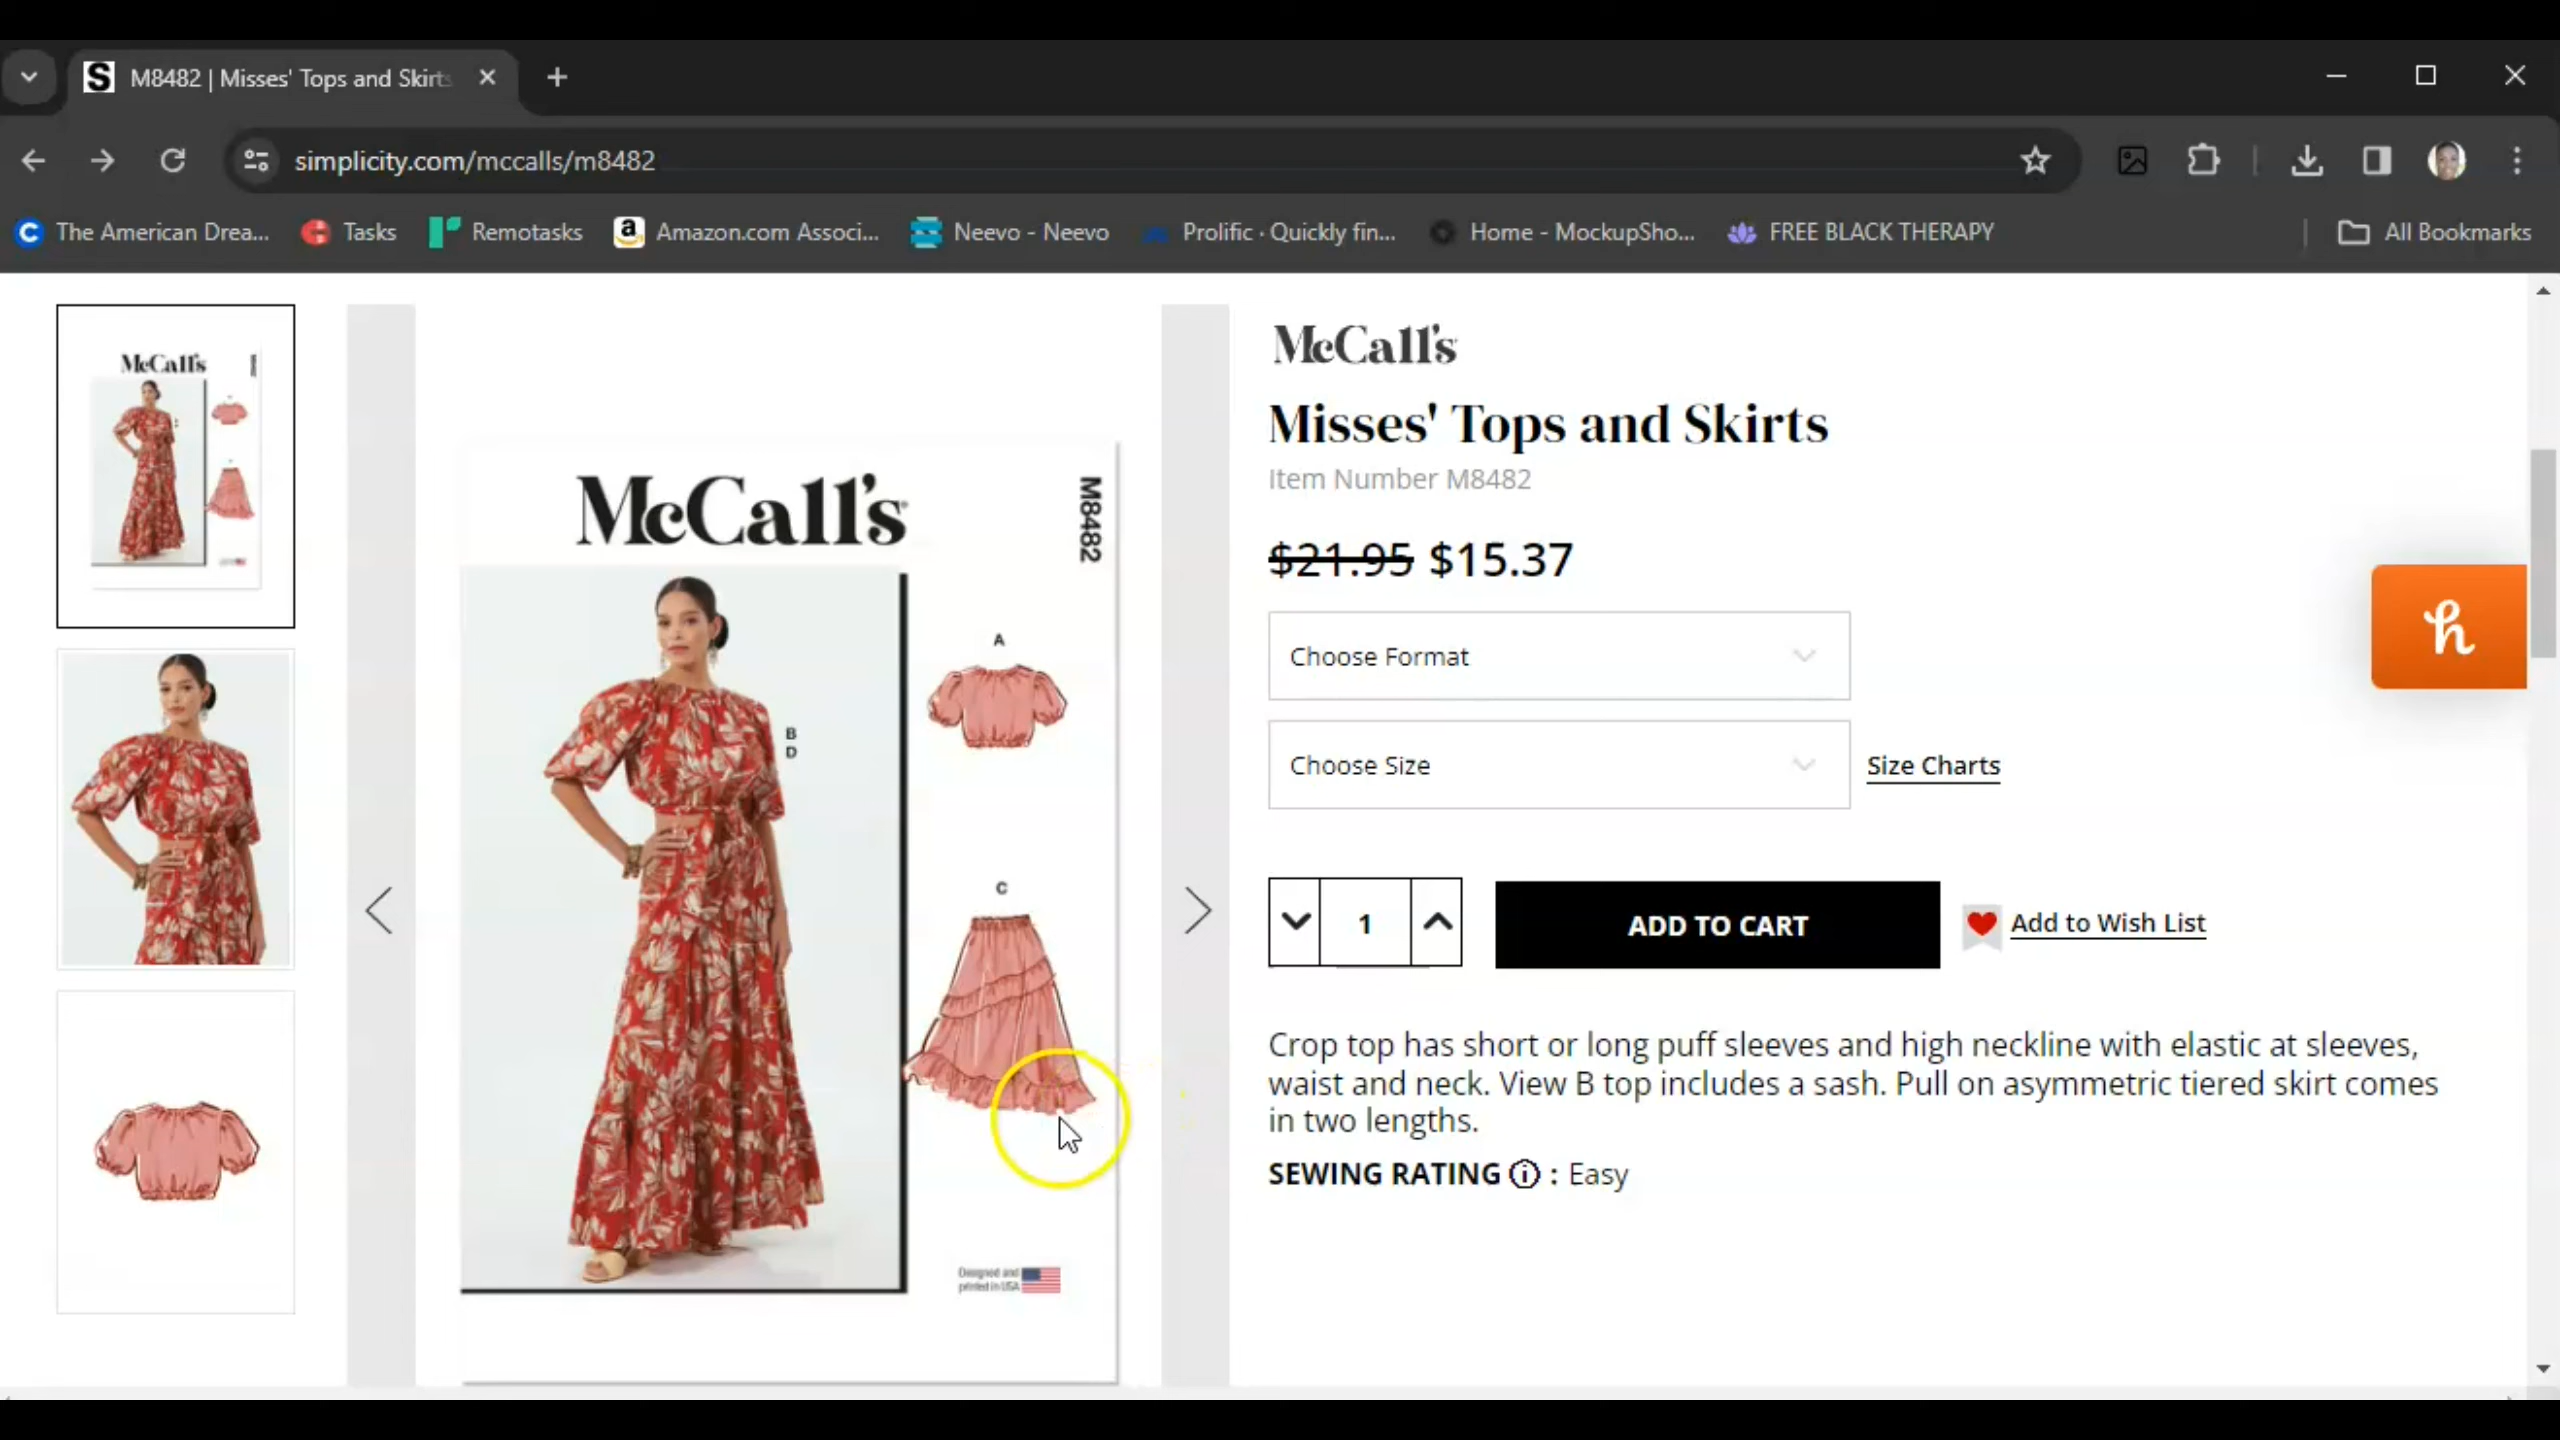 M8482 | Misses' Tops and Skirts
simplicity.com/mccalls/m8482
The American Drea...
Tasks
Remotasks
Amazon.com Associ...
Neevo - Neevo
Prolific · Quickly fin...
Home - MockupSho...
FREE BLACK THERAPY
All Bookmarks
McCall's
McCall's
M8482
A
B
D
C
Designed and
printed in USA
McCall's
Misses' Tops and Skirts
Item Number M8482
$21.95 $15.37
Choose Format
Choose Size
Size Charts
1
ADD TO CART
Add to Wish List
Crop top has short or long puff sleeves and high neckline with elastic at sleeves,
waist and neck. View B top includes a sash. Pull on asymmetric tiered skirt comes
in two lengths.
SEWING RATING : Easy